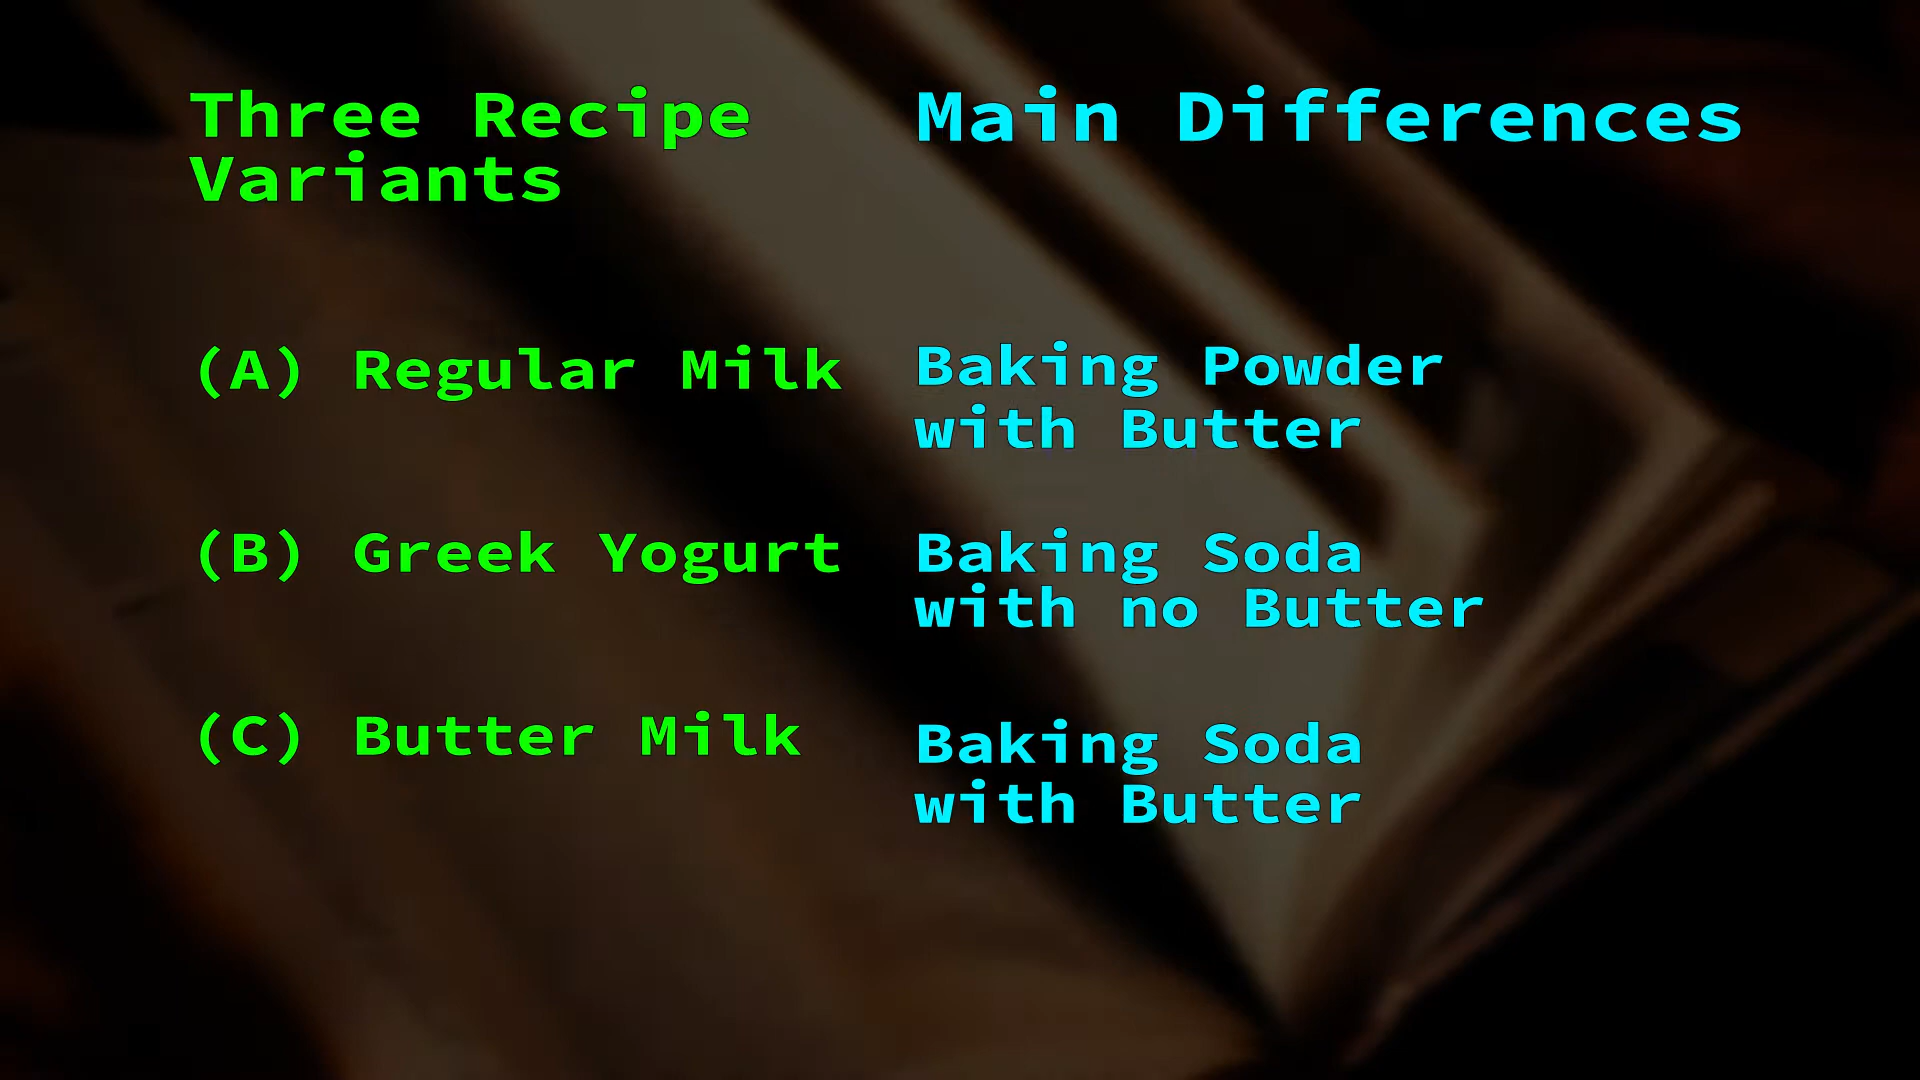 Three Recipe
Variants
Main Differences
(A) Regular Milk
Baking Powder
with Butter
(B) Greek Yogurt
Baking Soda
with no Butter
(C) Butter Milk
Baking Soda
with Butter